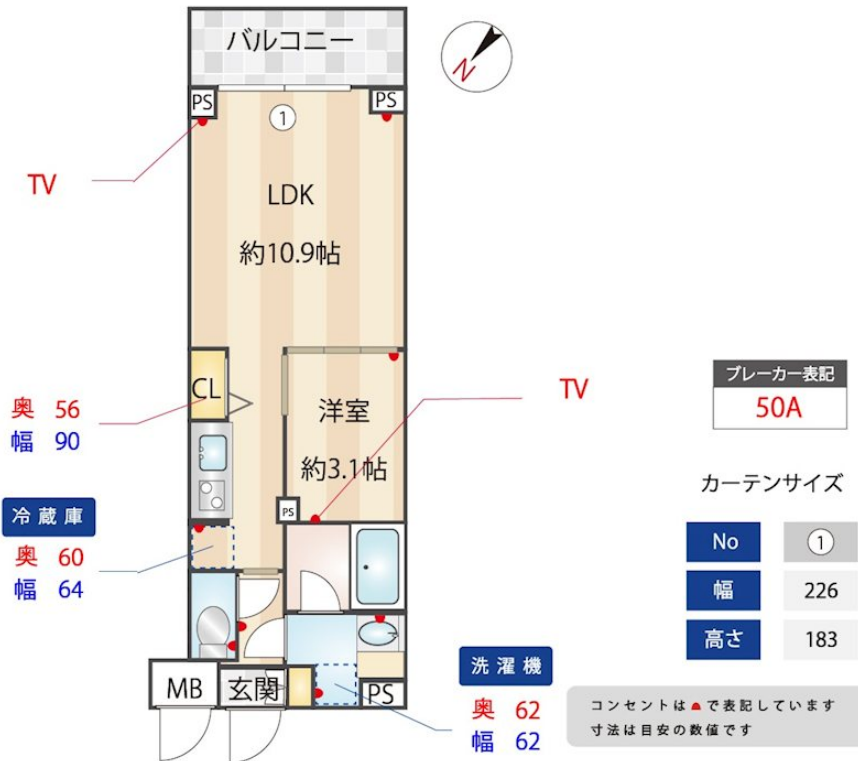 バルコニー
N
PS
PS
①
TV
LDK
約10.9帖
CL
奥 56
幅 90
洋室
約3.1帖
TV
ブレーカー表記
50A
カーテンサイズ
No ①
幅 226
高さ 183
冷蔵庫
奥 60
幅 64
PS
MB
玄関
PS
洗濯機
奥 62
幅 62
コンセントは で表記しています
寸法は目安の数値です